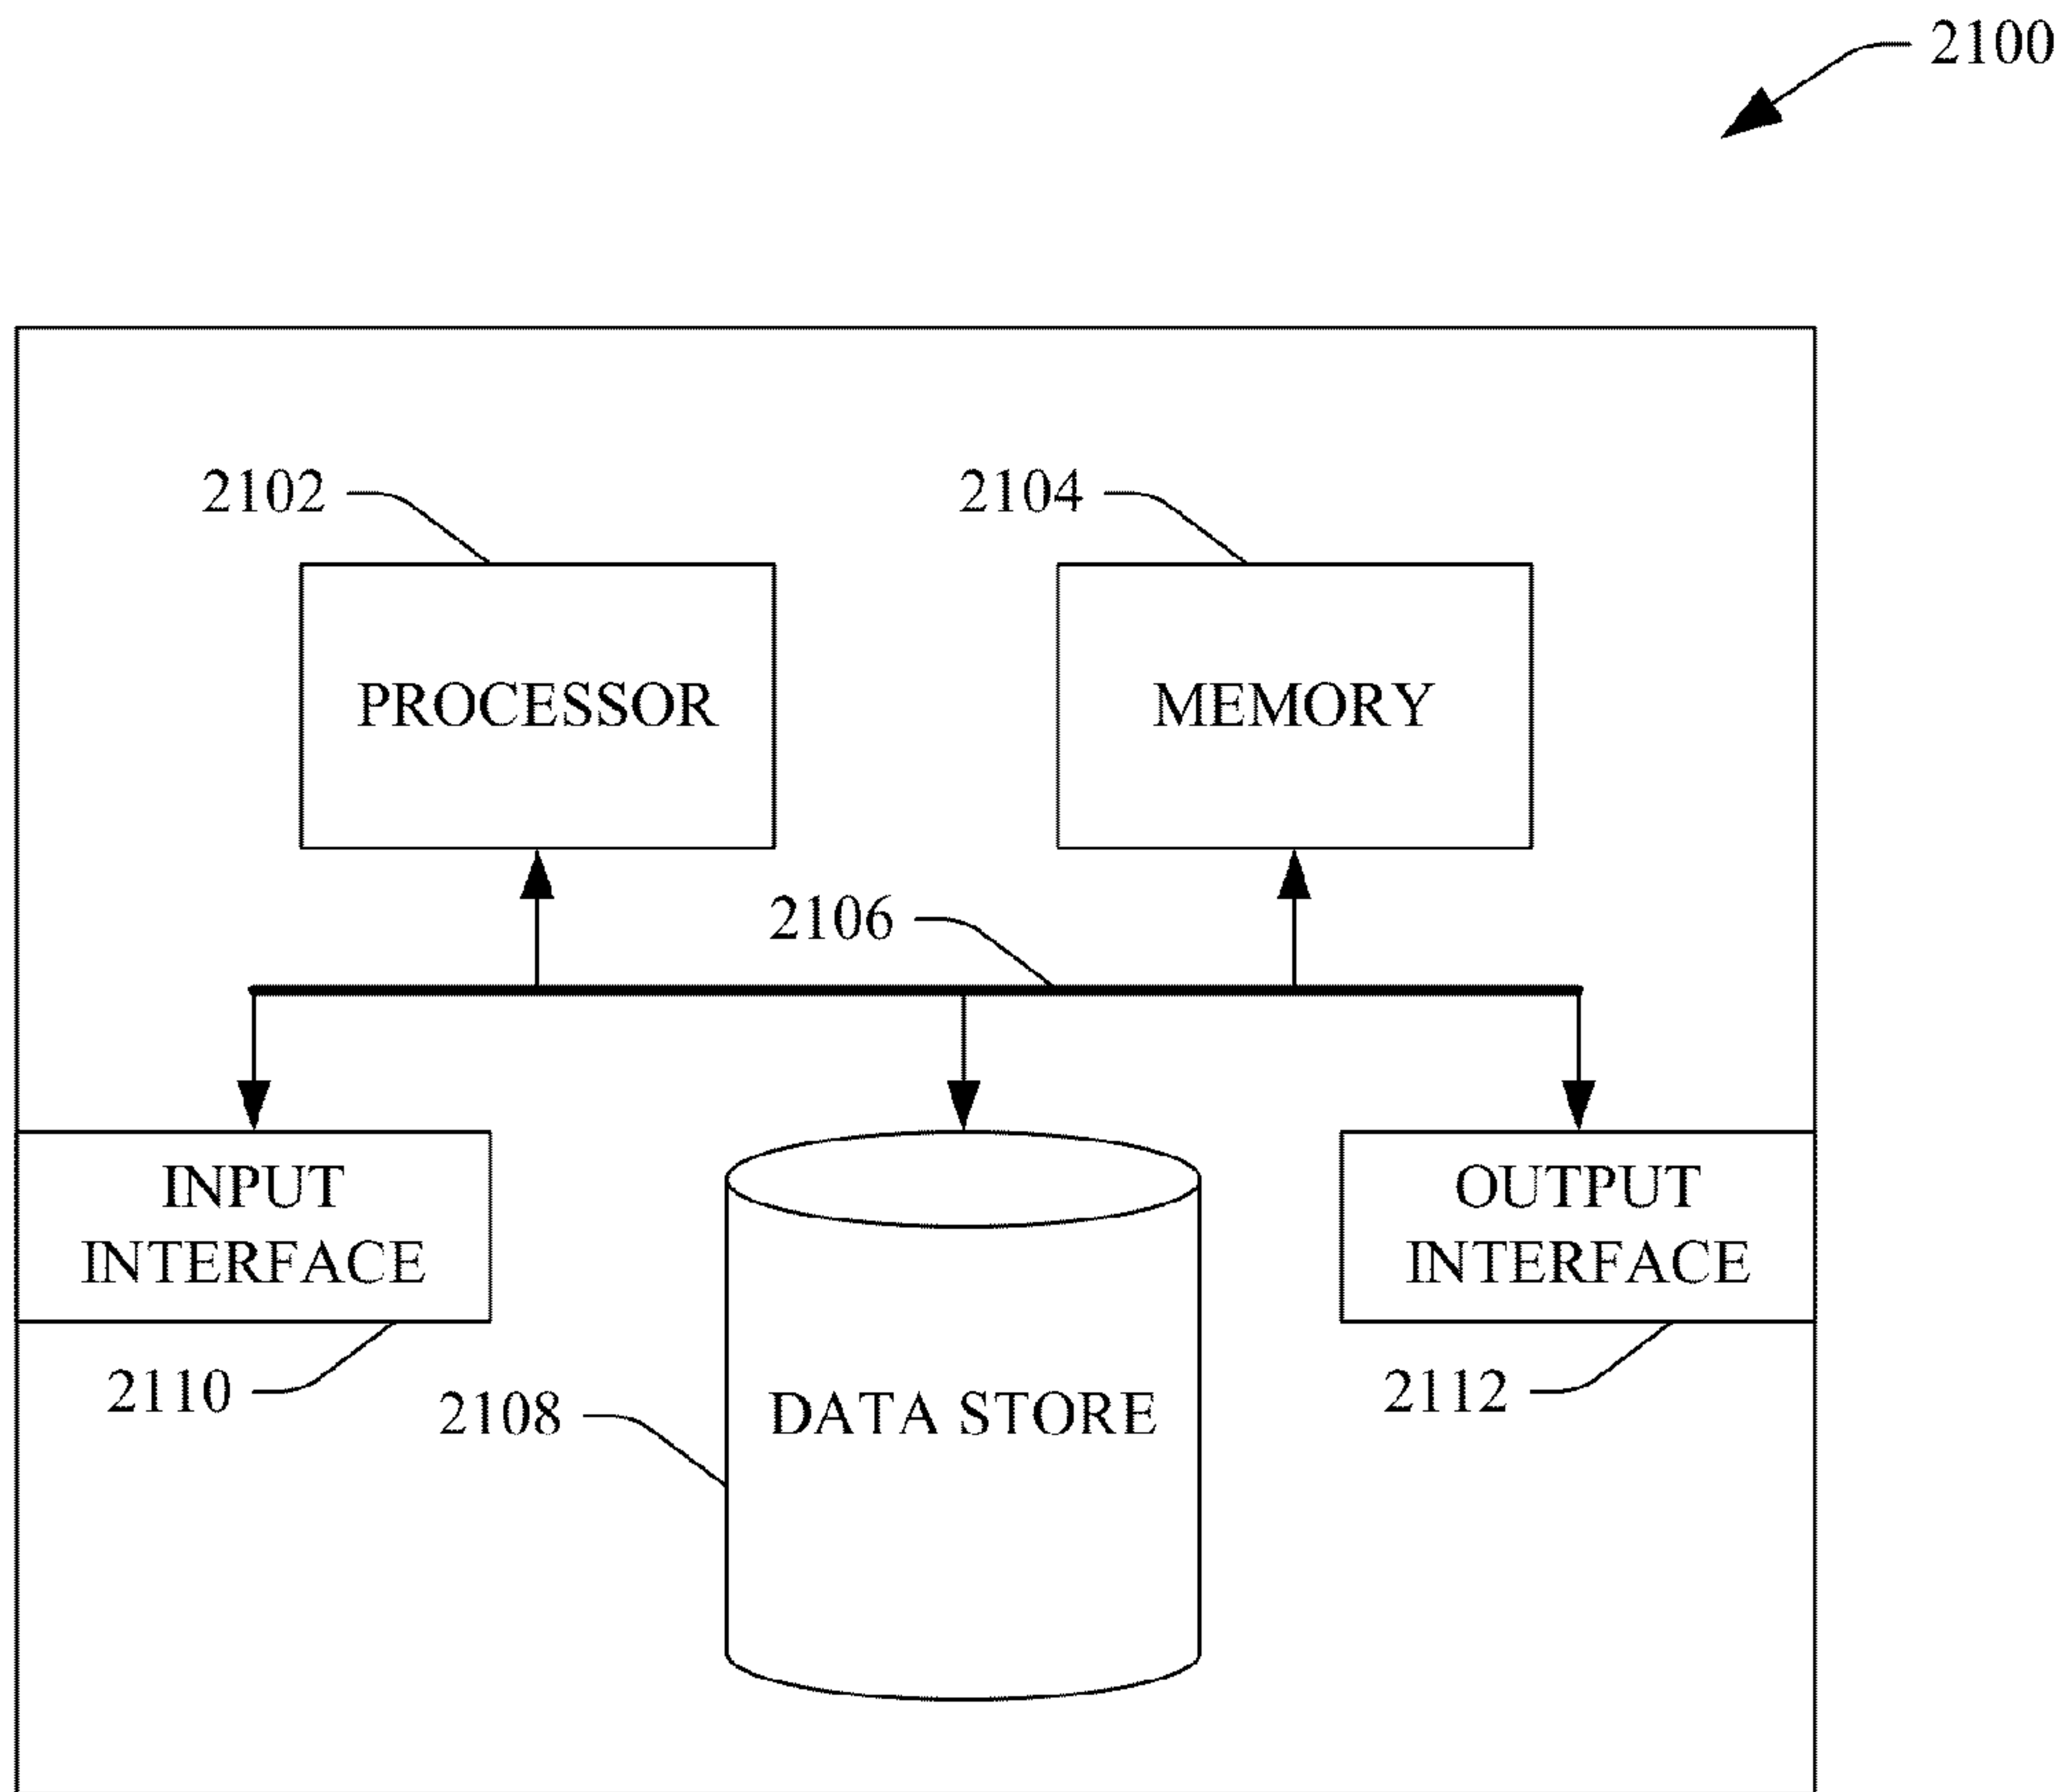 2100
2102
2104
PROCESSOR
MEMORY
2106
INPUT
INTERFACE
OUTPUT
INTERFACE
2110
2108
DATA STORE
2112